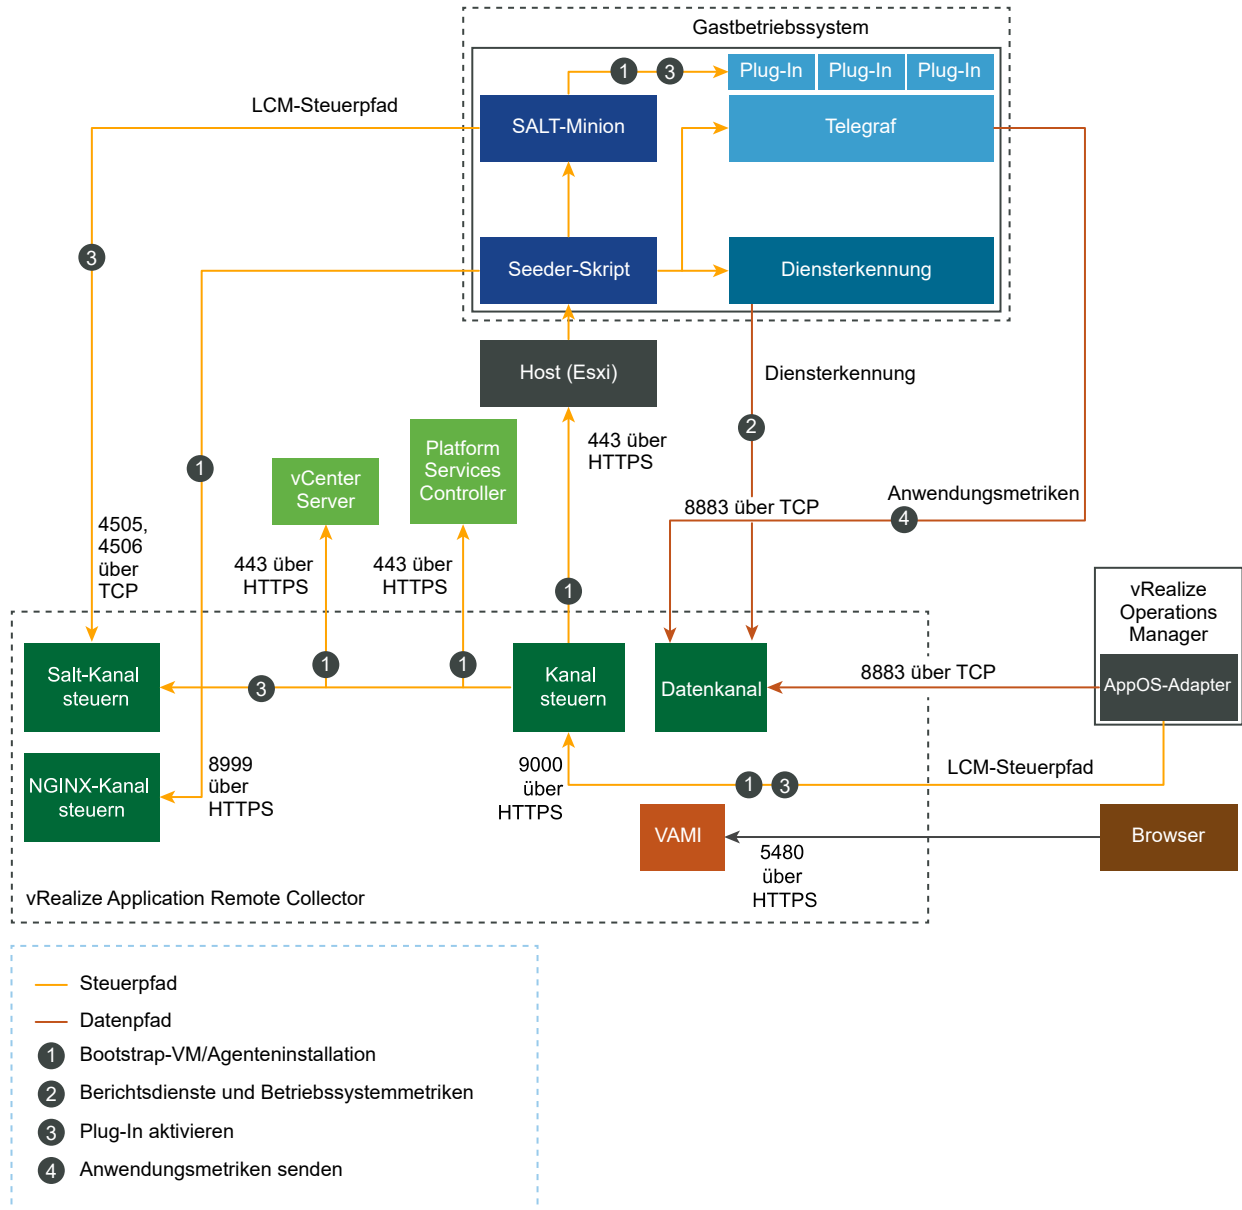 Gastbetriebssystem
1
3
Plug-In
Plug-In
Plug-In
LCM-Steuerpfad
SALT-Minion
Telegraf
3
Seeder-Skript
Diensterkennung
Host (Esxi)
Diensterkennung
2
443 über
HTTPS
Platform
Services
Controller
vCenter
Server
1
Anwendungsmetriken
8883 über TCP
4
4505,
4506
über
TCP
443 über
HTTPS
443 über
HTTPS
1
vRealize
Operations
Manager
AppOS-Adapter
Salt-Kanal
steuern
3
1
1
Kanal
steuern
Datenkanal
8883 über TCP
NGINX-Kanal
steuern
8999
über
HTTPS
9000
über
HTTPS
1
3
LCM-Steuerpfad
VAMI
5480
über
HTTPS
Browser
vRealize Application Remote Collector
Steuerpfad
Datenpfad
1 Bootstrap-VM/Agenteninstallation
2 Berichtsdienste und Betriebssystemmetriken
3 Plug-In aktivieren
4 Anwendungsmetriken senden